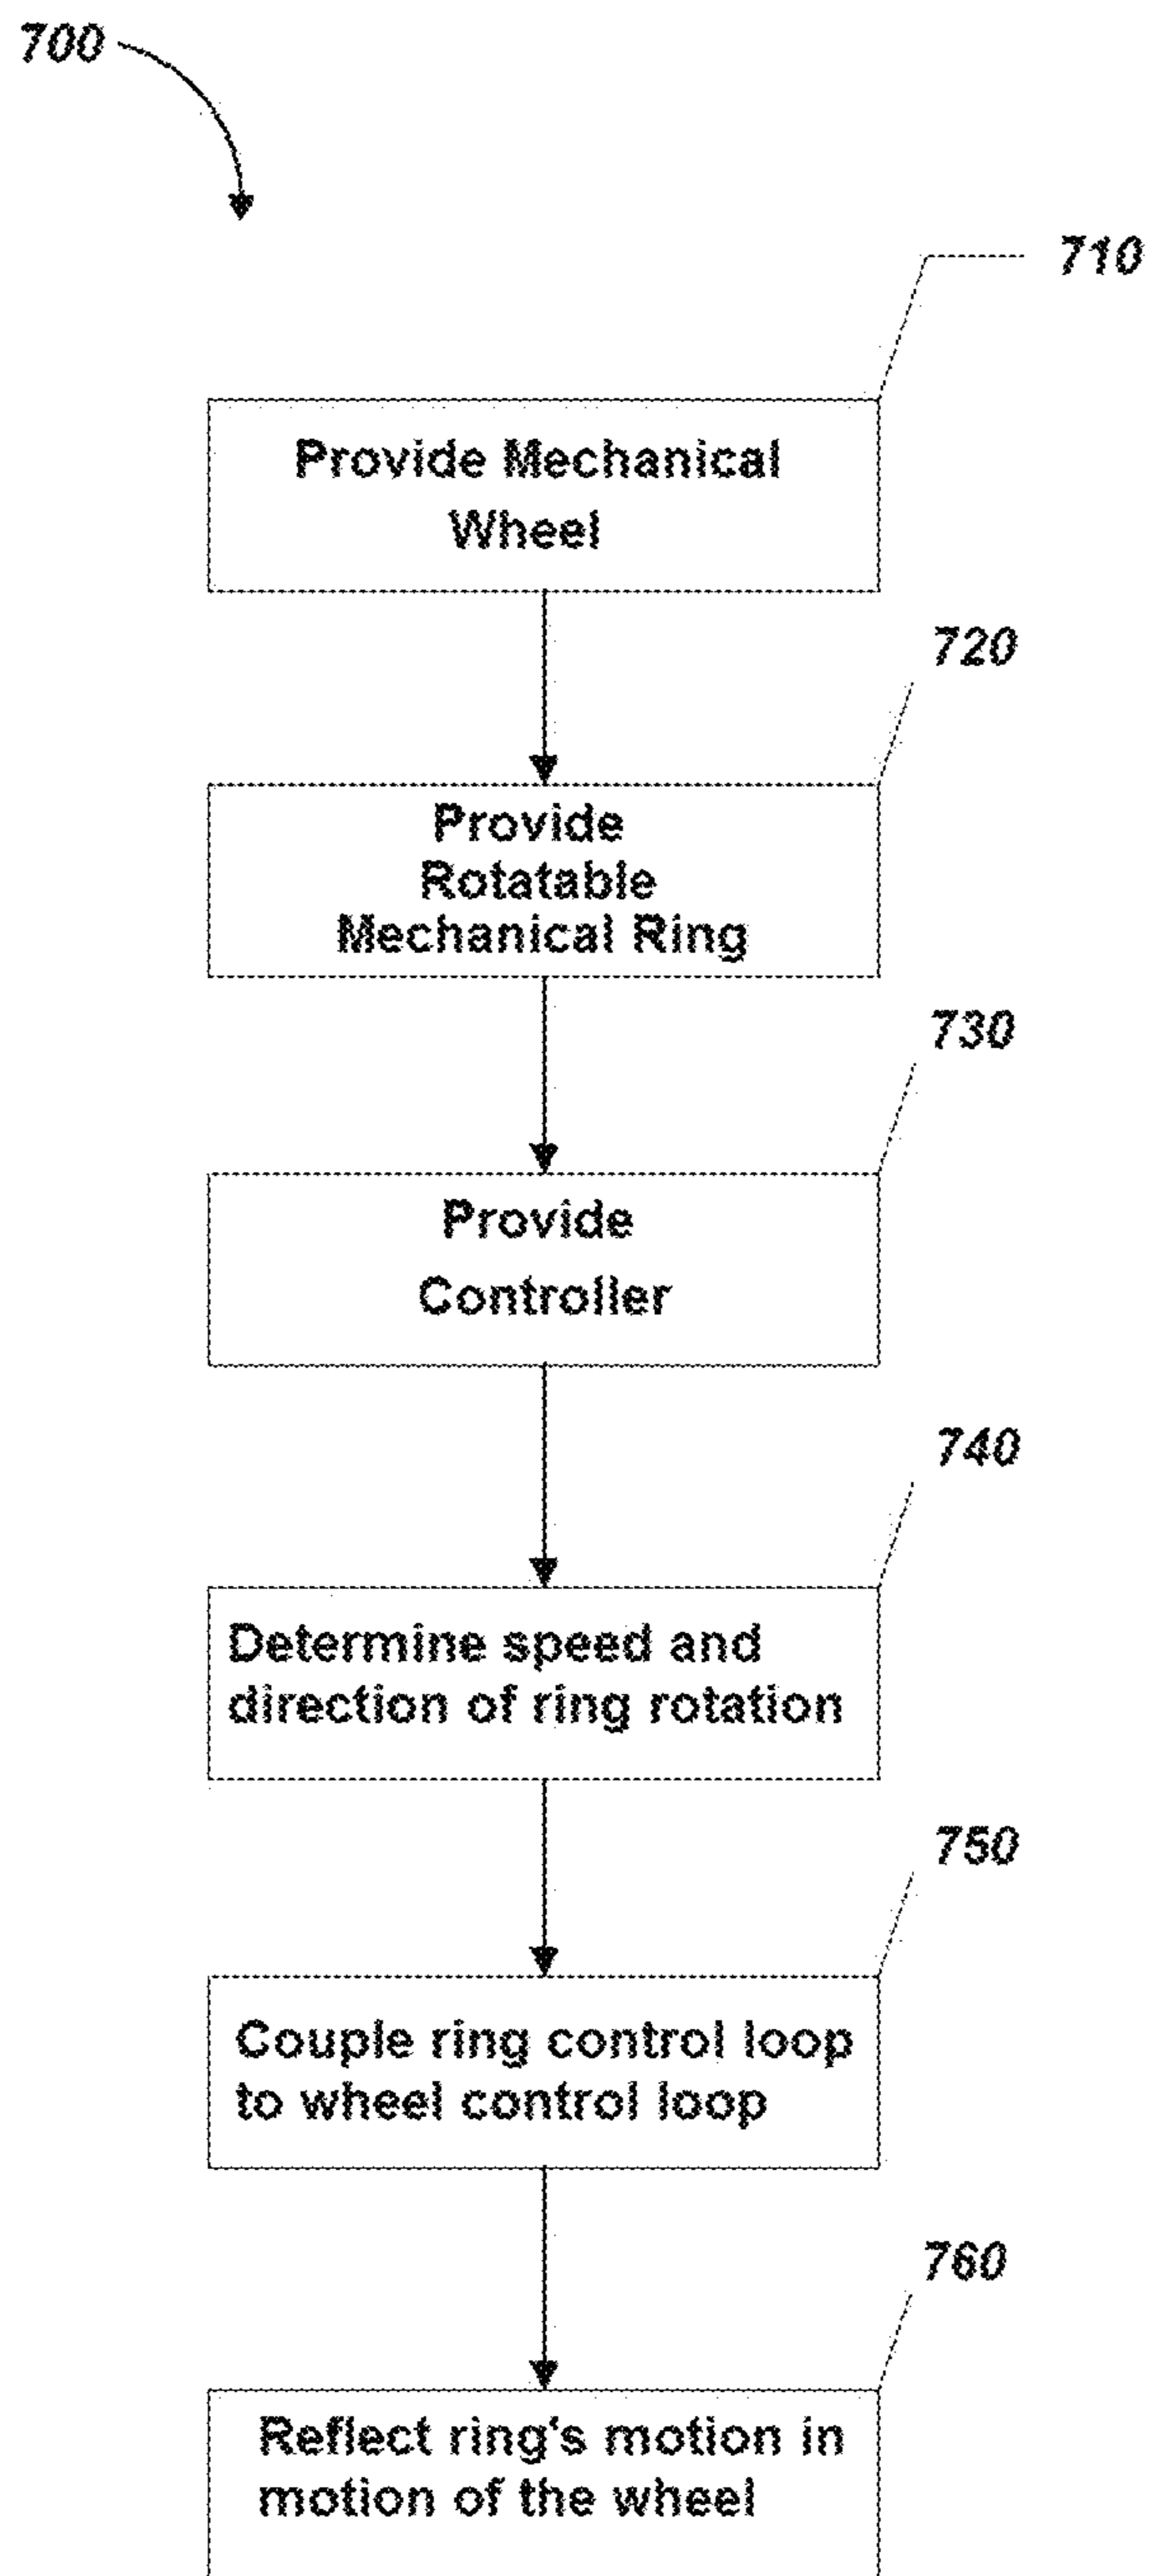 700
710
Provide Mechanical
Wheel
720
Provide
Rotatable
Mechanical Ring
730
Provide
Controller
740
Determine speed and
direction of ring rotation
750
Couple ring control loop
to wheel control loop
760
Reflect ring's motion in
motion of the wheel